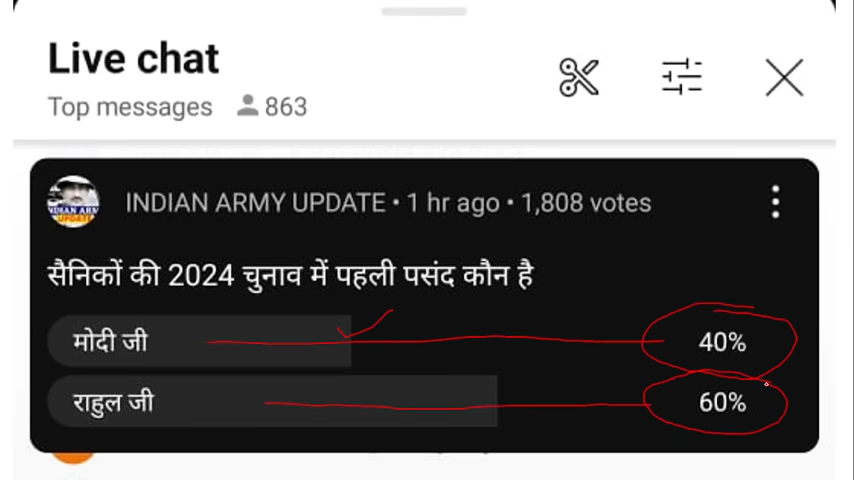 Live chat
Top messages 863
INDIAN ARMY UPDATE • 1 hr ago • 1,808 votes
सैनिकों की 2024 चुनाव में पहली पसंद कौन है
मोदी जी 40%
राहुल जी 60%